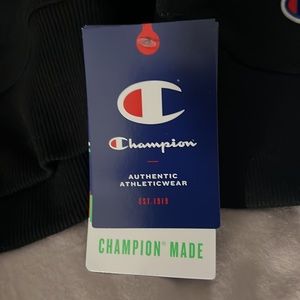 Champion
AUTHENTIC
ATHLETICWEAR
EST. 1919
CHAMPION® MADE